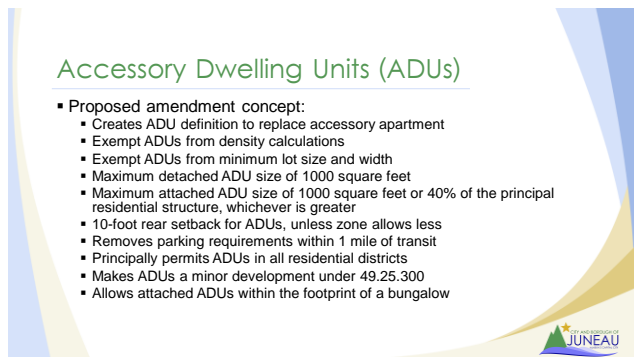 Accessory Dwelling Units (ADUs)
▪ Proposed amendment concept:
▪ Creates ADU definition to replace accessory apartment
▪ Exempt ADUs from density calculations
▪ Exempt ADUs from minimum lot size and width
▪ Maximum detached ADU size of 1000 square feet
▪ Maximum attached ADU size of 1000 square feet or 40% of the principal
residential structure, whichever is greater
▪ 10-foot rear setback for ADUs, unless zone allows less
▪ Removes parking requirements within 1 mile of transit
▪ Principally permits ADUs in all residential districts
▪ Makes ADUs a minor development under 49.25.300
▪ Allows attached ADUs within the footprint of a bungalow
CITY AND BOROUGH OF
JUNEAU